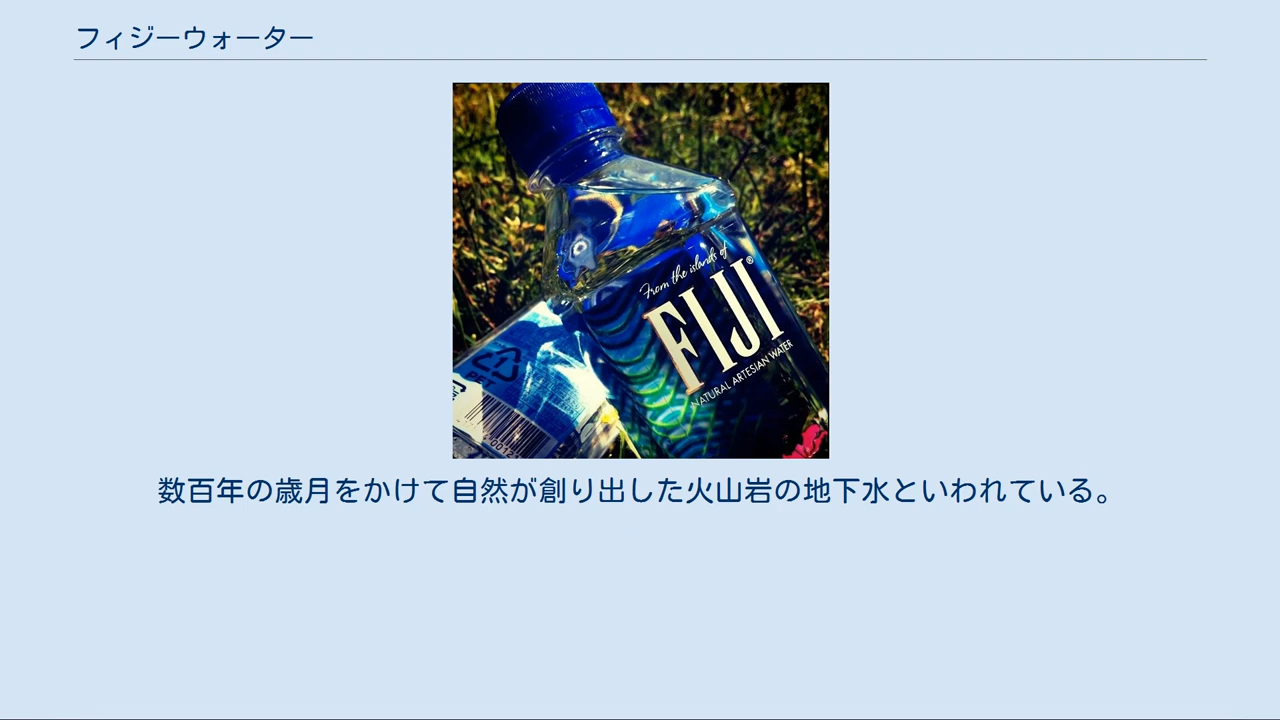 フィジーウォーター
From the islands of
FIJI®
NATURAL ARTESIAN WATER
1
PET
数百年の歳月をかけて自然が創り出した火山岩の地下水といわれている。